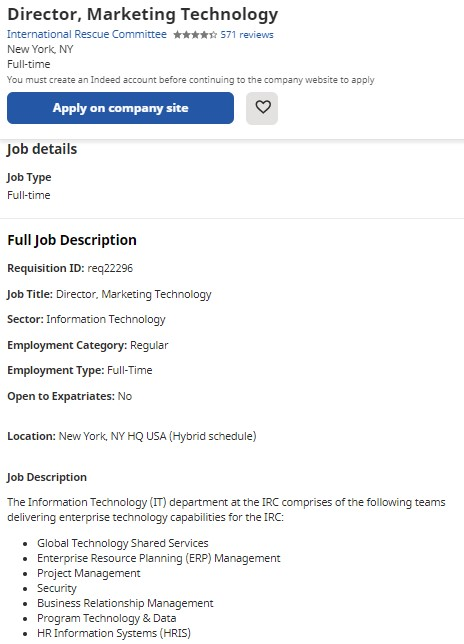 Director, Marketing Technology
International Rescue Committee 571 reviews
New York, NY
Full-time
You must create an Indeed account before continuing to the company website to apply
Apply on company site
Job details
Job Type
Full-time
Full Job Description
Requisition ID: req22296
Job Title: Director, Marketing Technology
Sector: Information Technology
Employment Category: Regular
Employment Type: Full-Time
Open to Expatriates: No
Location: New York, NY HQ USA (Hybrid schedule)
Job Description
The Information Technology (IT) department at the IRC comprises of the following teams
delivering enterprise technology capabilities for the IRC:
• Global Technology Shared Services
• Enterprise Resource Planning (ERP) Management
• Project Management
• Security
• Business Relationship Management
• Program Technology & Data
• HR Information Systems (HRIS)